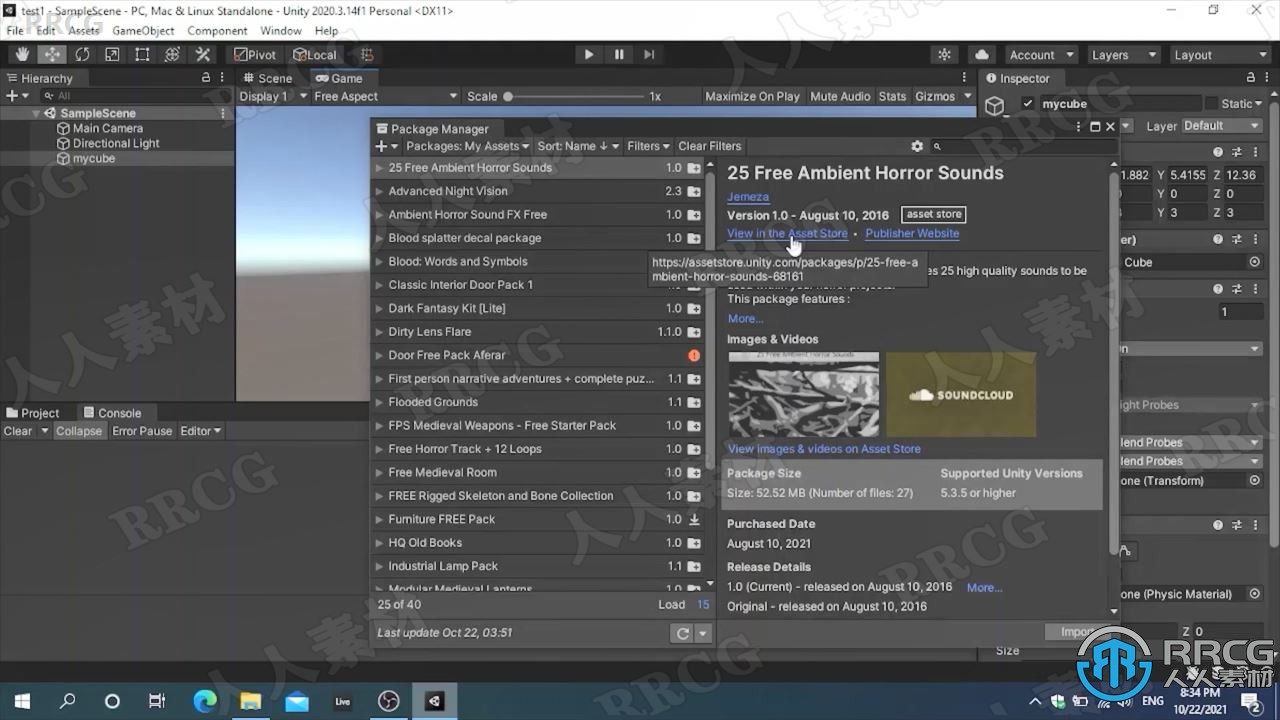 test1 - SampleScene - PC, Mac & Linux Standalone - Unity 2020.3.14f1 Personal <DX11>
File Edit Assets GameObject Component Window Help
Pivot Local Account Layers Layout
Hierarchy Scene Game Inspector
All Display 1 Free Aspect Scale 1x Maximize On Play Mute Audio Stats Gizmos
mycube Static
SampleScene
Main Camera
Directional Light
mycube
Layer Default
Package Manager
Packages: My Assets Sort: Name ↓ Filters Clear Filters
25 Free Ambient Horror Sounds 1.0
Advanced Night Vision 2.3
Ambient Horror Sound FX Free 1.0
Blood splatter decal package 1.0
Blood: Words and Symbols
Classic Interior Door Pack 1
Dark Fantasy Kit [Lite] 1.0
Dirty Lens Flare 1.1.0
Door Free Pack Aferar
First person narrative adventures + complete puz... 1.1
Flooded Grounds 1.1
FPS Medieval Weapons - Free Starter Pack 1.0
Free Horror Track + 12 Loops 1.0
Free Medieval Room 1.0
FREE Rigged Skeleton and Bone Collection 1.0
Furniture FREE Pack 1.0
HQ Old Books 1.0
Industrial Lamp Pack 1.1
Modular Medieval Lanterns 1.0
25 of 40 Load 15
Last update Oct 22, 03:51
25 Free Ambient Horror Sounds
Jemeza
Version 1.0 - August 10, 2016 asset store
View in the Asset Store • Publisher Website
https://assetstore.unity.com/packages/p/25-free-a
mbient-horror-sounds-68161
es 25 high quality sounds to be
used within your horror projects.
This package features :
More...
Images & Videos
25 Free Ambient Horror Sounds
SOUNDCLOUD
View images & videos on Asset Store
Package Size Supported Unity Versions
Size: 52.52 MB (Number of files: 27) 5.3.5 or higher
Purchased Date
August 10, 2021
Release Details
1.0 (Current) - released on August 10, 2016 More...
Original - released on August 10, 2016
Import
1.882 Y 5.4155 Z 12.36
Y 0 Z 0
3 Y 3 Z 3
er)
Cube
1
On
ight Probes
lend Probes
lend Probes
one (Transform)
one (Physic Material)
Z 0
Size
Project Console
Clear Collapse Error Pause Editor
Live
ENG
8:34 PM
10/22/2021
2
RRCG
人人素材